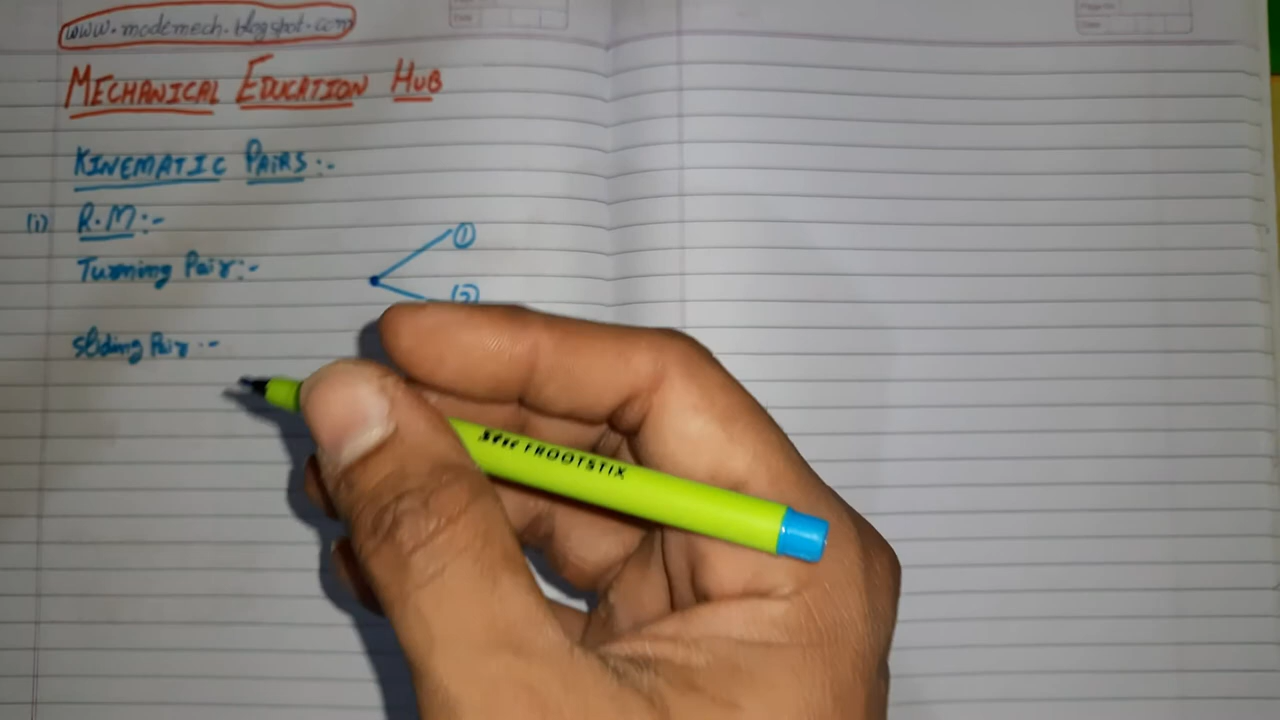 www.modemech.blogspot.com
MECHANICAL EDUCATION HUB
KINEMATIC PAIRS:-
(i) R.M:-
Turning Pair:-
①
②
Sliding Pair:-
FROOTSTIX